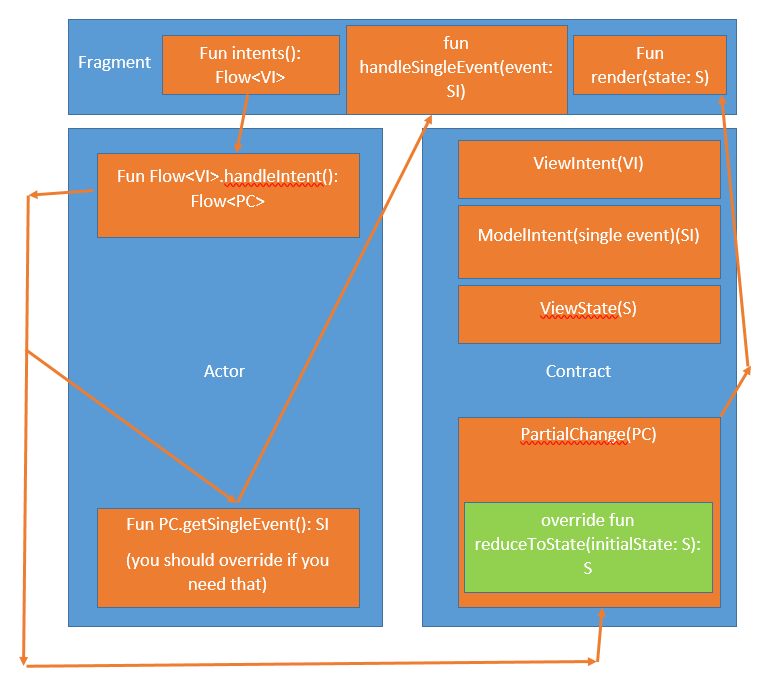 Fragment
Fun intents():
Flow<VI>
fun
handleSingleEvent(event:
SI)
Fun
render(state: S)
Fun Flow<VI>.handleIntent():
Flow<PC>
Actor
Fun PC.getSingleEvent(): SI
(you should override if you
need that)
ViewIntent(VI)
ModelIntent(single event)(SI)
ViewState(S)
Contract
PartialChange(PC)
override fun
reduceToState(initialState: S):
S